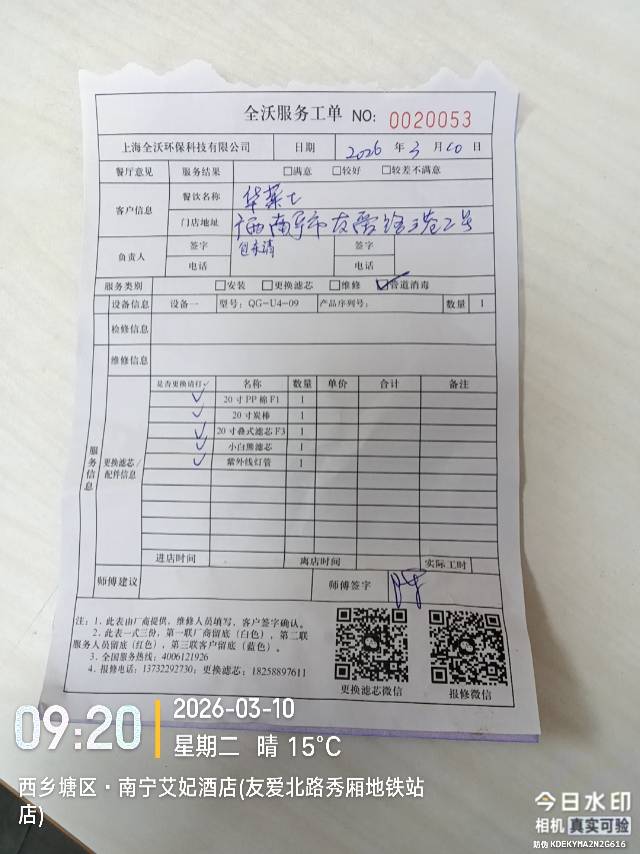 全沃服务工单 NO: 0020053
上海全沃环保科技有限公司 日期 2026 年 3 月 10 日
餐厅意见 服务结果 □满意 □较好 □较差不满意
客户信息 餐饮名称 华莱士
门店地址 广西南宁市友爱路3巷2号
负责人 签字 签字
电话 电话
服务类别 □安装 □更换滤芯 □维修 ☑管道消毒
设备信息 设备一 型号: QG-U4-09 产品序列号: 数量 1
检修信息
维修信息
服务信息
更换滤芯/配件信息
是否更换请打✓ 名称 数量 单价 合计 备注
✓ 20寸PP棉F1 1
✓ 20寸炭棒 1
✓ 20寸叠式滤芯F3 1
✓ 小白熊滤芯 1
✓ 紫外线灯管 1
进店时间 离店时间 实际工时
师傅建议 师傅签字
注: 1、此表由厂商提供，维修人员填写，客户签字确认。
2、此表一式三份，第一联厂商留底（白色），第二联
服务人员留底（红色），第三联客户留底（蓝色）。
3、全国服务热线: 4006121926
4、报修电话: 13732292730; 更换滤芯: 18258897611
更换滤芯微信 报修微信
09:20 2026-03-10
星期二 晴 15°C
西乡塘区·南宁艾妃酒店(友爱北路秀厢地铁站
店)
今日水印
相机 真实可验
防伪 KDEKYMA2N2G616